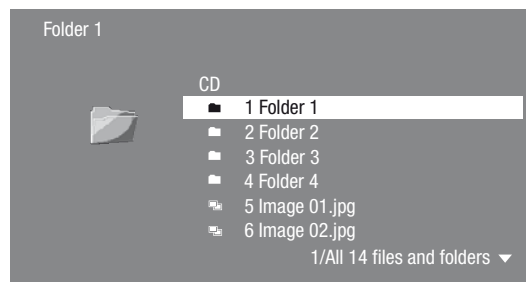 Folder 1
CD
1 Folder 1
2 Folder 2
3 Folder 3
4 Folder 4
5 Image 01.jpg
6 Image 02.jpg
1/All 14 files and folders ▼